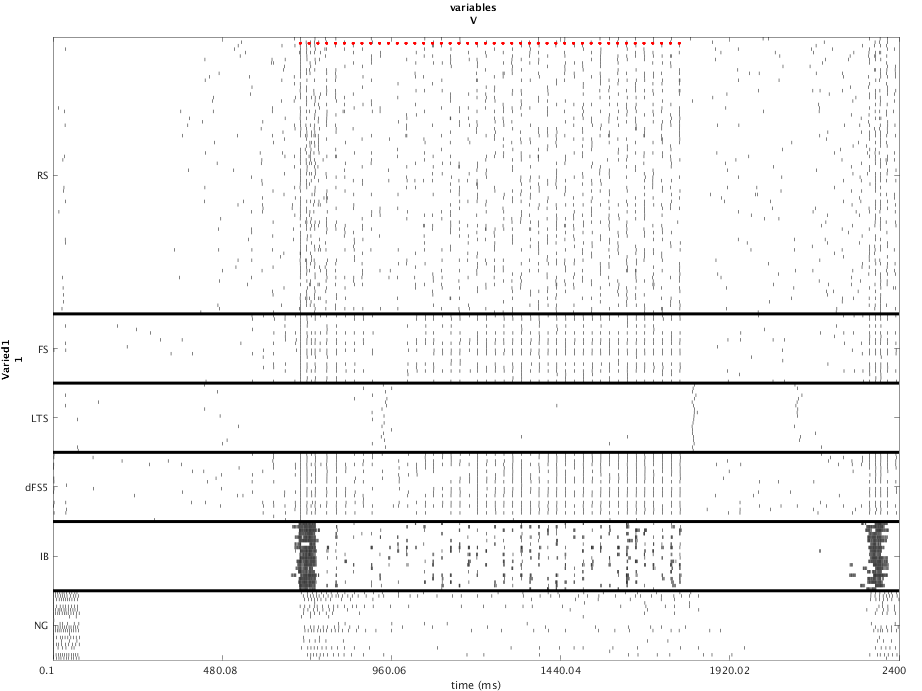 variables
V
RS
FS
LTS
dFS5
IB
NG
Varied1
1
0.1
480.08
960.06
1440.04
1920.02
2400
time (ms)